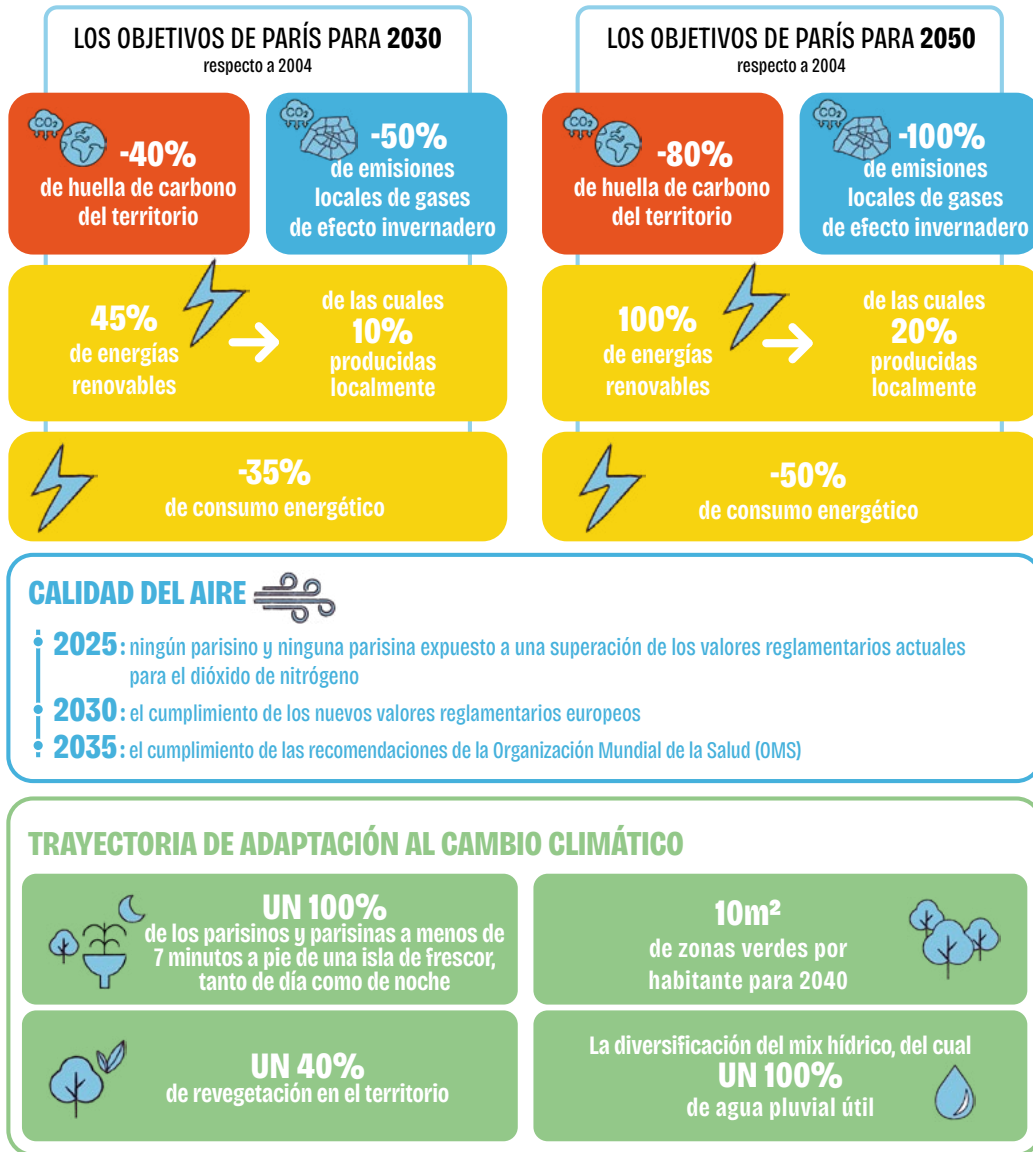 LOS OBJETIVOS DE PARÍS PARA 2030
respecto a 2004
CO₂
-40%
de huella de carbono
del territorio
CO₂
-50%
de emisiones
locales de gases
de efecto invernadero
45%
de energías
renovables
de las cuales
10%
producidas
localmente
-35%
de consumo energético
LOS OBJETIVOS DE PARÍS PARA 2050
respecto a 2004
CO₂
-80%
de huella de carbono
del territorio
CO₂
-100%
de emisiones
locales de gases
de efecto invernadero
100%
de energías
renovables
de las cuales
20%
producidas
localmente
-50%
de consumo energético
CALIDAD DEL AIRE
2025: ningún parisino y ninguna parisina expuesto a una superación de los valores reglamentarios actuales
para el dióxido de nitrógeno
2030: el cumplimiento de los nuevos valores reglamentarios europeos
2035: el cumplimiento de las recomendaciones de la Organización Mundial de la Salud (OMS)
TRAYECTORIA DE ADAPTACIÓN AL CAMBIO CLIMÁTICO
UN 100%
de los parisinos y parisinas a menos de
7 minutos a pie de una isla de frescor,
tanto de día como de noche
10m²
de zonas verdes por
habitante para 2040
UN 40%
de revegetación en el territorio
La diversificación del mix hídrico, del cual
UN 100%
de agua pluvial útil